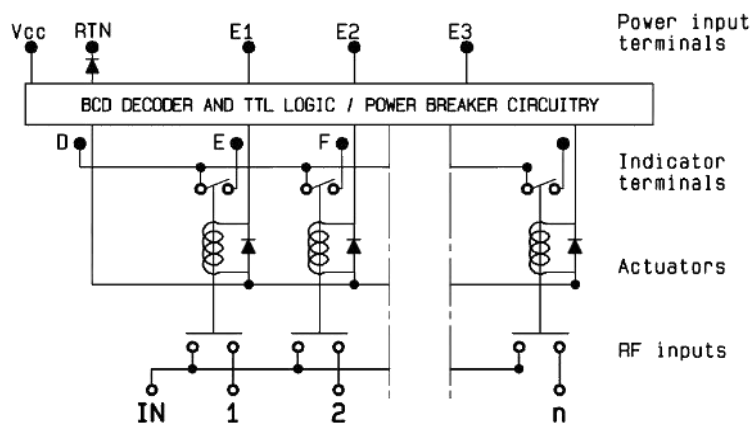 Vcc RTN E1 E2 E3 Power input
terminals
BCD DECODER AND TTL LOGIC / POWER BREAKER CIRCUITRY
D E F Indicator
terminals
Actuators
RF inputs
IN 1 2 n